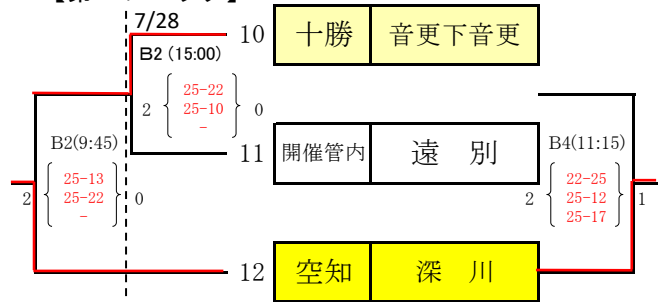 7/28
10 十勝 音更下音更
B2 (15:00)
2 25-22 0
25-10
-
B2(9:45)
2 25-13 0
25-22
-
11 開催管内 遠 別
B4(11:15)
2 22-25 1
25-12
25-17
12 空知 深 川